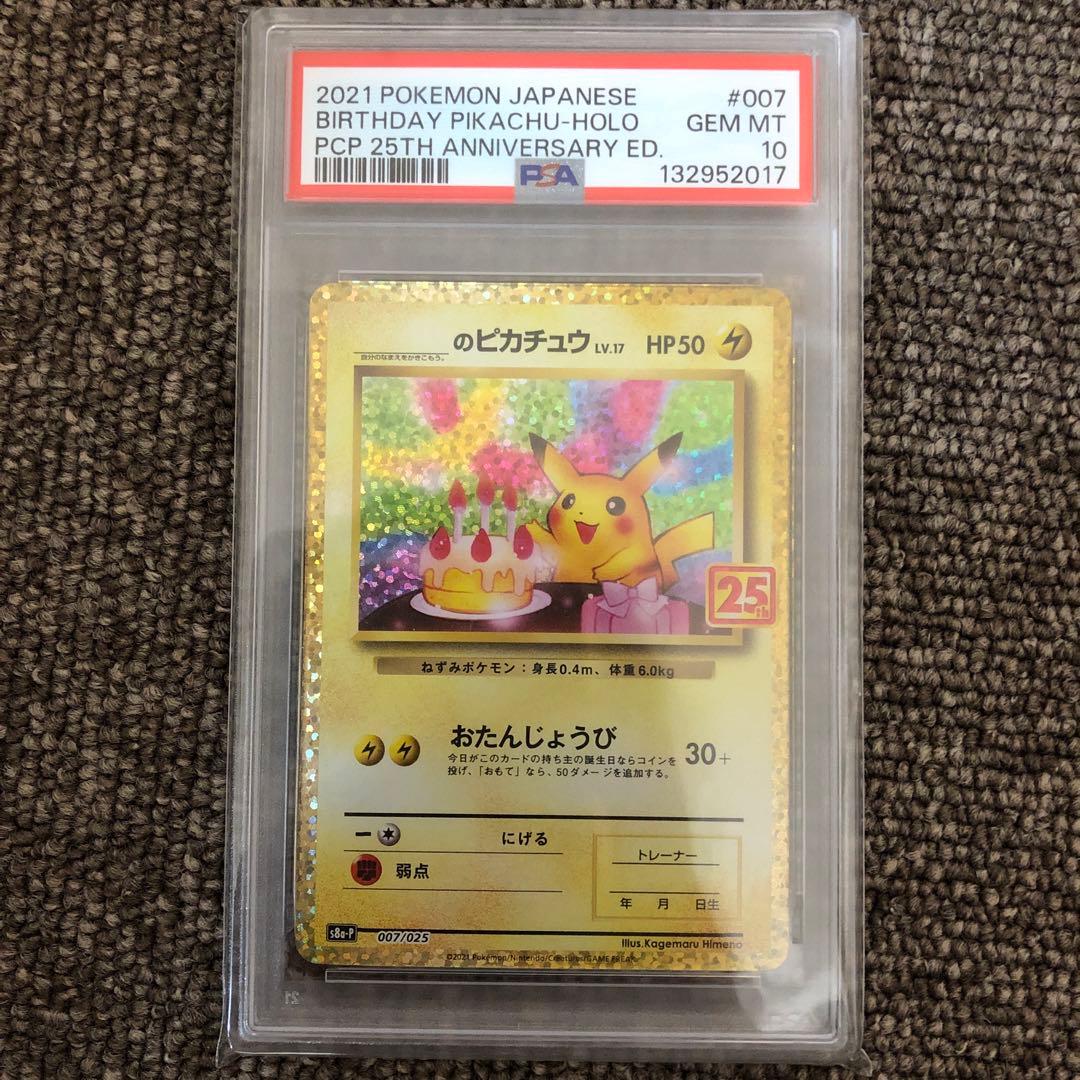 2021 POKEMON JAPANESE #007
BIRTHDAY PIKACHU-HOLO GEM MT
PCP 25TH ANNIVERSARY ED. 10
PSA 132952017
のピカチュウ LV.17 HP50
自分のなまえをかきこもう。
25th
ねずみポケモン：身長0.4m、体重6.0kg
おたんじょうび 30+
今日がこのカードの持ち主の誕生日ならコインを
投げ、「おもて」なら、50ダメージを追加する。
にげる
弱点
トレーナー
年 月 日生
s8a-P 007/025
Illus.Kagemaru Himeno
©2021 Pokémon/Nintendo/Creatures/GAME FREAK
21